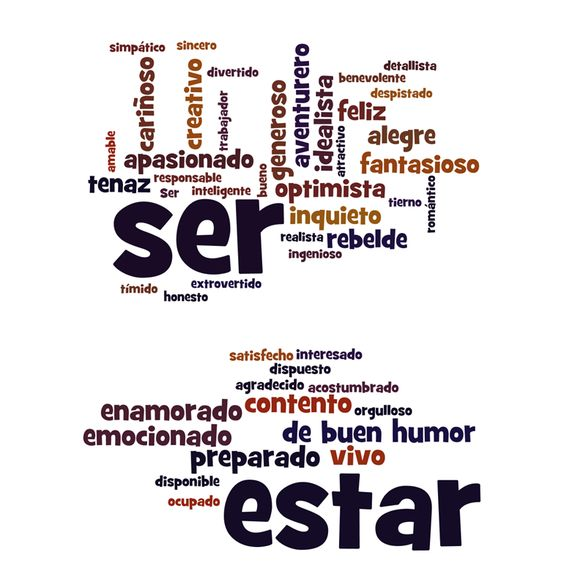 simpático
sincero
cariñoso
creativo
divertido
trabajador
amable
apasionado
tenaz
responsable
Ser
inteligente
bueno
generoso
aventurero
idealista
atractivo
feliz
detallista
benevolente
despistado
alegre
fantasioso
optimista
tierno
romántico
ser
inquieto
realista
rebelde
ingenioso
tímido
extrovertido
honesto
satisfecho
interesado
dispuesto
agradecido
acostumbrado
enamorado
contento
orgulloso
emocionado
de buen humor
preparado
vivo
disponible
ocupado
estar